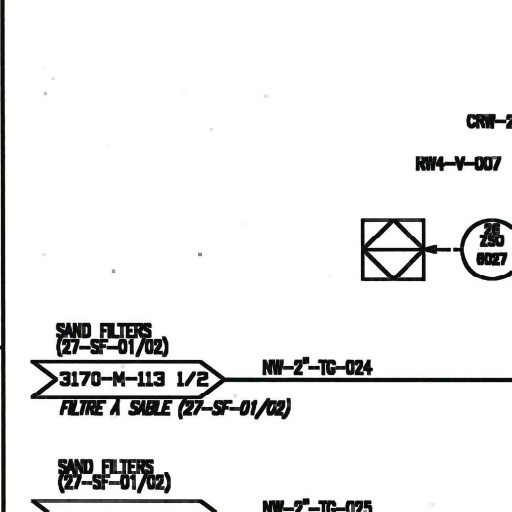 CRW-2
RW4-V-007
26
ZSO
6027
SAND FILTERS
(27-SF-01/02)
NW-2"-TG-024
3170-M-113 1/2
FILTRE À SABLE (27-SF-01/02)
SAND FILTERS
(27-SF-01/02)
NW-2"-TG-025